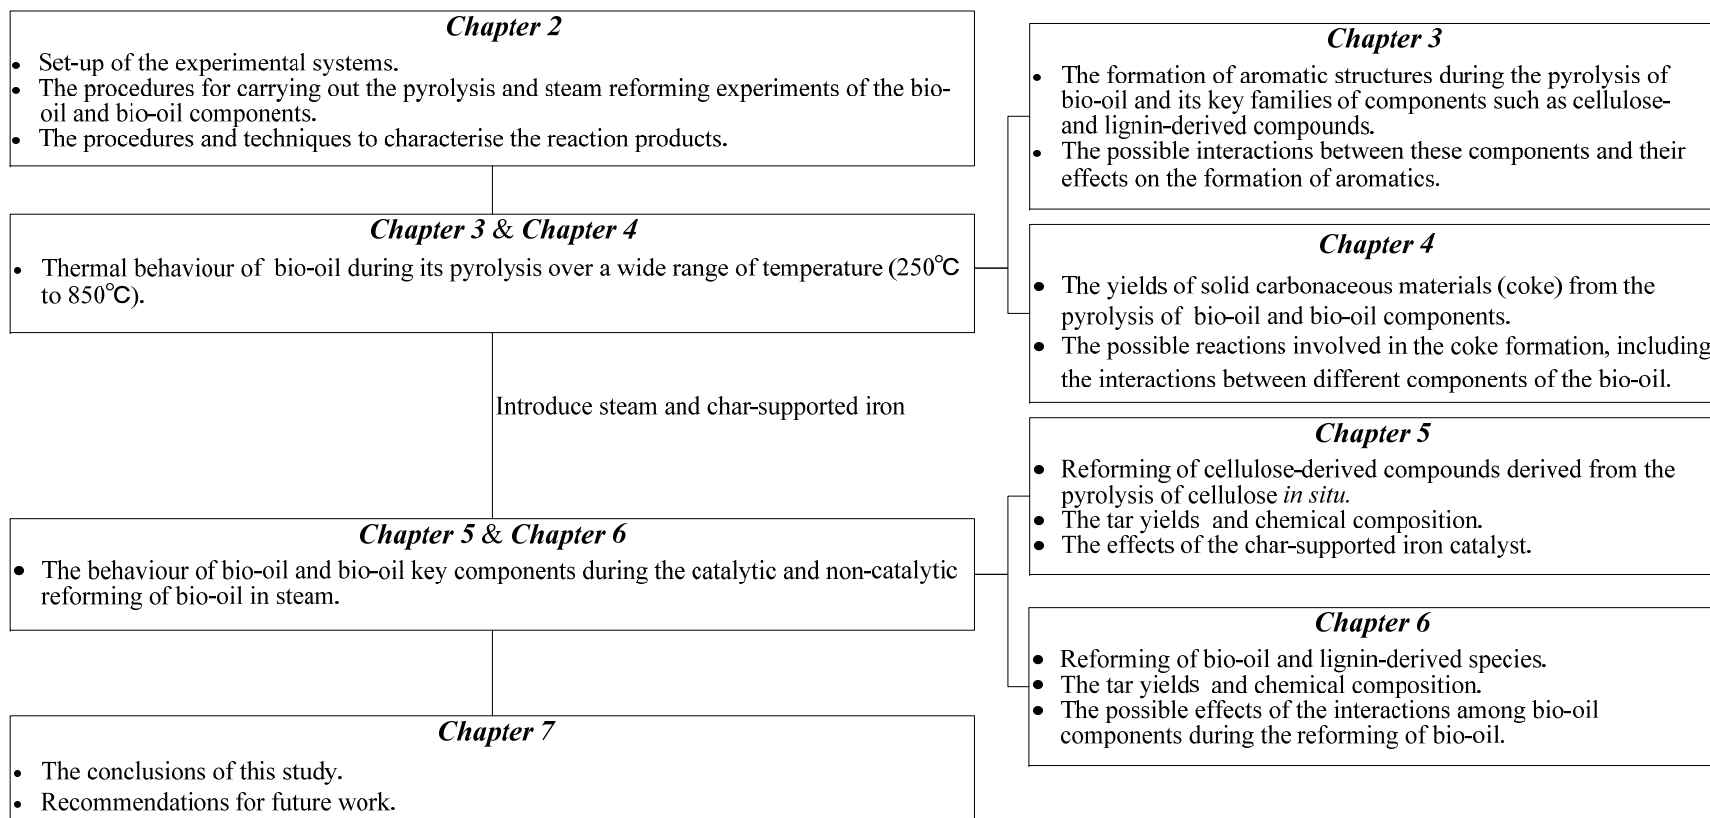 Chapter 2
• Set-up of the experimental systems.
• The procedures for carrying out the pyrolysis and steam reforming experiments of the bio-
oil and bio-oil components.
• The procedures and techniques to characterise the reaction products.
Chapter 3 & Chapter 4
• Thermal behaviour of bio-oil during its pyrolysis over a wide range of temperature (250℃
to 850℃).
Chapter 3
• The formation of aromatic structures during the pyrolysis of
bio-oil and its key families of components such as cellulose-
and lignin-derived compounds.
• The possible interactions between these components and their
effects on the formation of aromatics.
Chapter 4
• The yields of solid carbonaceous materials (coke) from the
pyrolysis of bio-oil and bio-oil components.
• The possible reactions involved in the coke formation, including
the interactions between different components of the bio-oil.
Introduce steam and char-supported iron
Chapter 5 & Chapter 6
• The behaviour of bio-oil and bio-oil key components during the catalytic and non-catalytic
reforming of bio-oil in steam.
Chapter 5
• Reforming of cellulose-derived compounds derived from the
pyrolysis of cellulose in situ.
• The tar yields and chemical composition.
• The effects of the char-supported iron catalyst.
Chapter 6
• Reforming of bio-oil and lignin-derived species.
• The tar yields and chemical composition.
• The possible effects of the interactions among bio-oil
components during the reforming of bio-oil.
Chapter 7
• The conclusions of this study.
• Recommendations for future work.